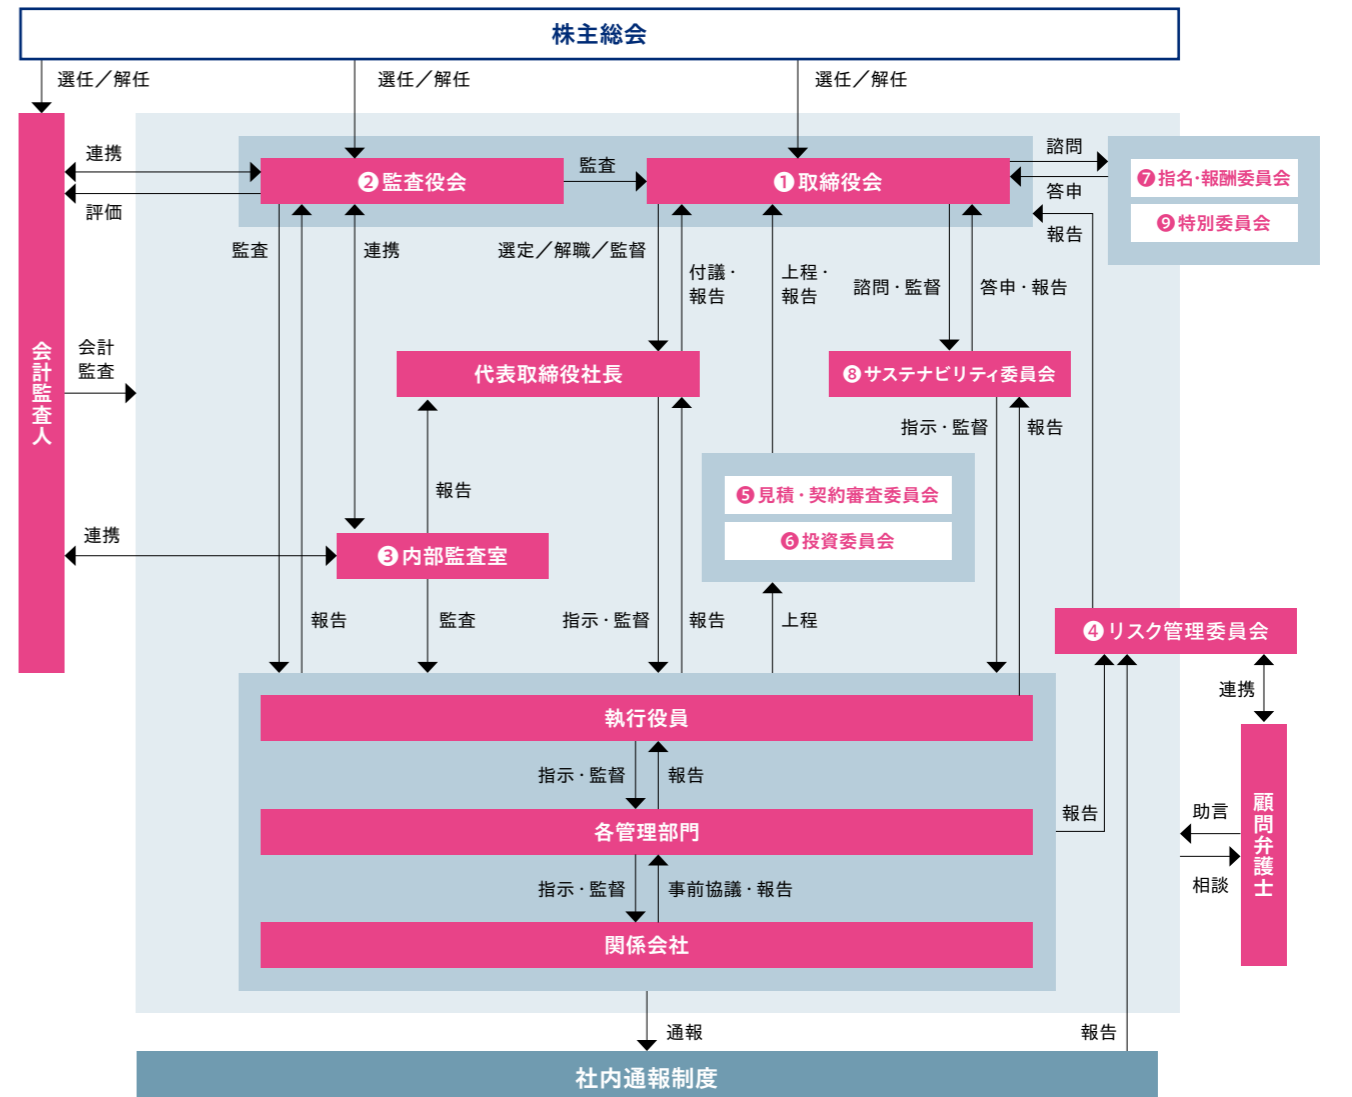 株主総会
選任／解任
選任／解任
選任／解任
連携
評価
❷監査役会
監査
❶取締役会
諮問
答申
報告
❼指名･報酬委員会
❾特別委員会
監査
連携
選定／解職／監督
付議・
報告
上程・
報告
諮問・監督
答申・報告
会計監査人
会計
監査
代表取締役社長
❽サステナビリティ委員会
指示・監督
報告
報告
❺見積・契約審査委員会
❻投資委員会
連携
❸内部監査室
報告
監査
指示・監督
報告
上程
❹リスク管理委員会
連携
執行役員
指示・監督
報告
各管理部門
報告
助言
相談
顧問弁護士
指示・監督
事前協議・報告
関係会社
通報
報告
社内通報制度